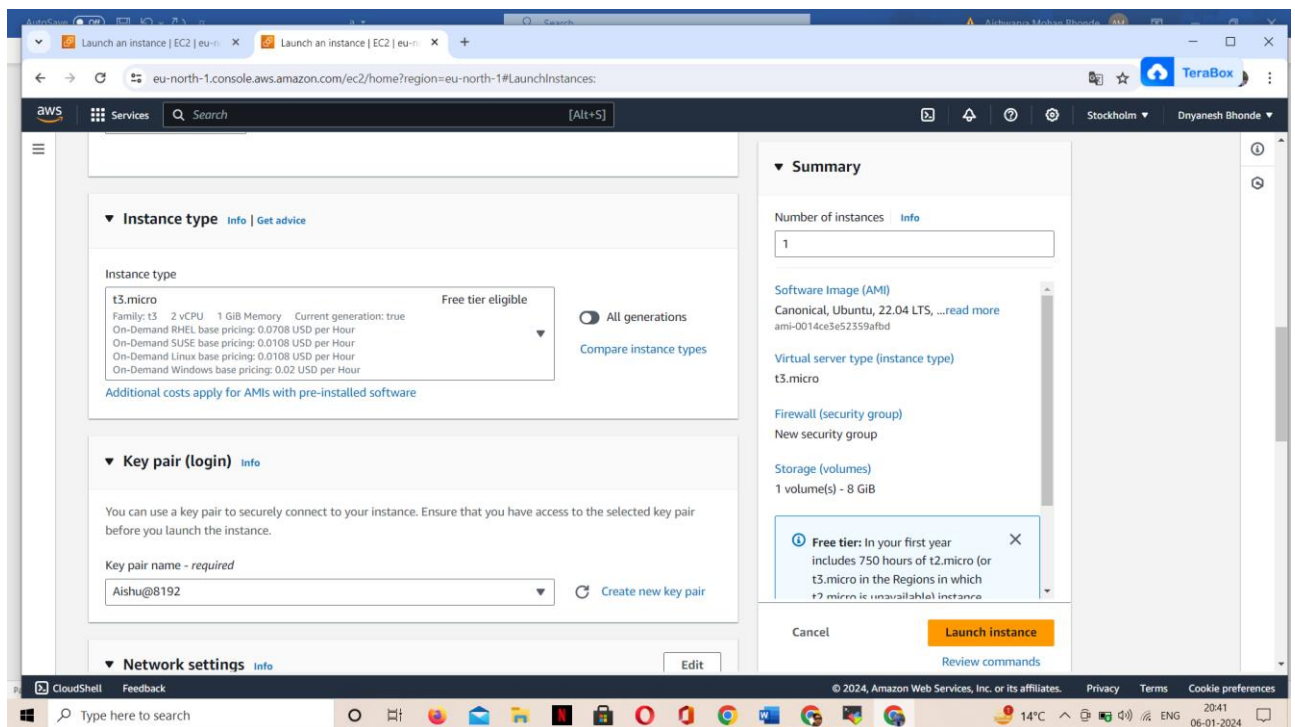 AutoSave Off
Search
Aishwarya Mohan Bhonde AM
Launch an instance | EC2 | eu-n
Launch an instance | EC2 | eu-n
eu-north-1.console.aws.amazon.com/ec2/home?region=eu-north-1#LaunchInstances:
TeraBox
aws Services Search [Alt+S] Stockholm Dnyanesh Bhonde
Instance type Info | Get advice
Instance type
t3.micro Free tier eligible
Family: t3 2 vCPU 1 GiB Memory Current generation: true
On-Demand RHEL base pricing: 0.0708 USD per Hour
On-Demand SUSE base pricing: 0.0108 USD per Hour
On-Demand Linux base pricing: 0.0108 USD per Hour
On-Demand Windows base pricing: 0.02 USD per Hour
All generations
Compare instance types
Additional costs apply for AMIs with pre-installed software
Key pair (login) Info
You can use a key pair to securely connect to your instance. Ensure that you have access to the selected key pair
before you launch the instance.
Key pair name - required
Aishu@8192
Create new key pair
Network settings Info
Edit
Summary
Number of instances Info
1
Software Image (AMI)
Canonical, Ubuntu, 22.04 LTS, ...read more
ami-0014ce3e52359afbd
Virtual server type (instance type)
t3.micro
Firewall (security group)
New security group
Storage (volumes)
1 volume(s) - 8 GiB
Free tier: In your first year
includes 750 hours of t2.micro (or
t3.micro in the Regions in which
t2.micro is unavailable) instance
Cancel
Launch instance
Review commands
CloudShell Feedback © 2024, Amazon Web Services, Inc. or its affiliates. Privacy Terms Cookie preferences
Type here to search
14°C ENG
20:41
06-01-2024